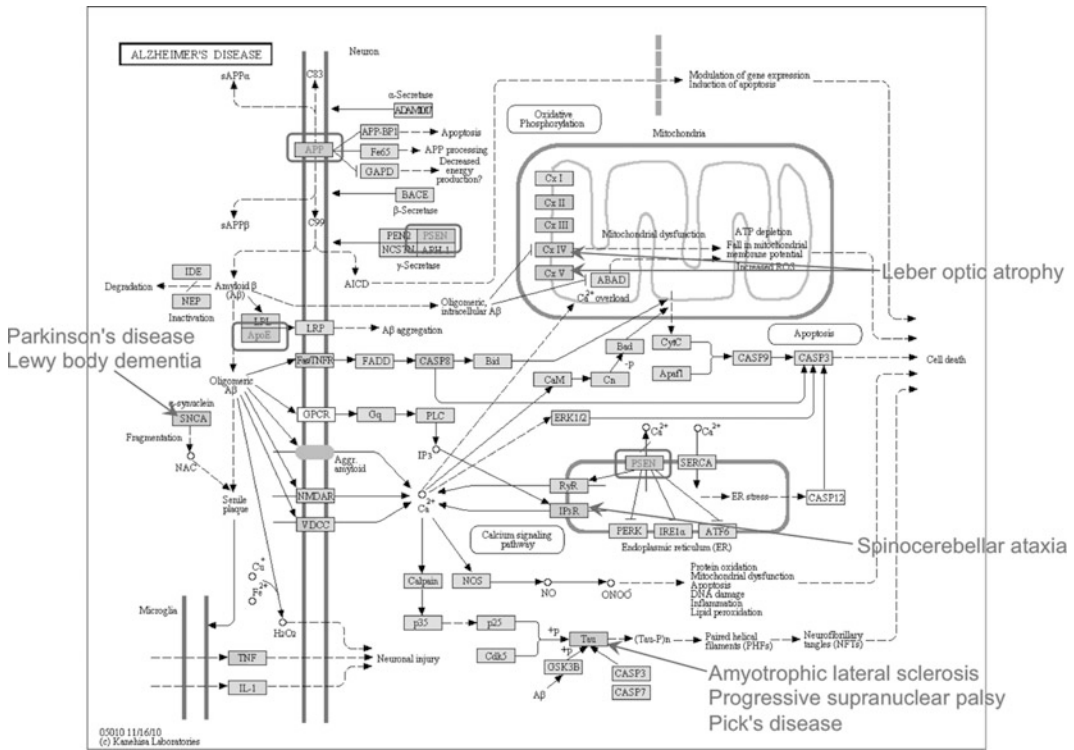 ALZHEIMER'S DISEASE
Neuron
sAPPα
C83
α-Secretase
Modulation of gene expression
Induction of apoptosis
Oxidative
Phosphorylation
Mitochondria
APP
APP-BP1
Apoptosis
Fe65
APP processing
GAPD
Decreased
energy
production?
BACE
β-Secretase
sAPPβ
C99
PEN2
PSEN
NCSTN
APH-1
γ-Secretase
AICD
Cx I
Cx II
Cx III
Cx IV
Cx V
Mitochondrial dysfunction
ATP depletion
Fall in mitochondrial
membrane potential
Increased ROS
ABAD
Ca2+ overload
Leber optic atrophy
IDE
Degradation
Amyloid β
(Aβ)
NEP
Inactivation
Oligomeric,
intracellular Aβ
LPL
ApoE
LRP
Aβ aggregation
Parkinson's disease
Lewy body dementia
FasTNFR
FADD
CASP8
Bid
Bad
-p
CytC
Apoptosis
CASP9
CASP3
Cell death
Apaf1
CaM
Cn
Oligomeric
Aβ
α-synuclein
SNCA
Fragmentation
NAC
GPCR
Gq
PLC
ERK1/2
IP3
Aggr.
amyloid
Ca2+
Ca2+
PSEN
SERCA
RyR
IP3R
ER stress
CASP12
Senile
plaque
NMDAR
VDCC
Ca2+
PERK
IRE1α
ATF6
Endoplasmic reticulum (ER)
Calcium signaling
pathway
Spinocerebellar ataxia
Cu
Fe2+
H2O2
Calpain
NOS
NO
ONOO-
Protein oxidation
Mitochondrial dysfunction
Apoptosis
DNA damage
Inflammation
Lipid peroxidation
Microglia
p35
p25
Cdk5
+p
Tau
+p
(Tau-P)n
Paired helical
filaments (PHFs)
Neurofibrillary
tangles (NFTs)
TNF
IL-1
Neuronal injury
GSK3B
Aβ
CASP3
CASP7
Amyotrophic lateral sclerosis
Progressive supranuclear palsy
Pick's disease
05010 11/16/10
(c) Kanehisa Laboratories